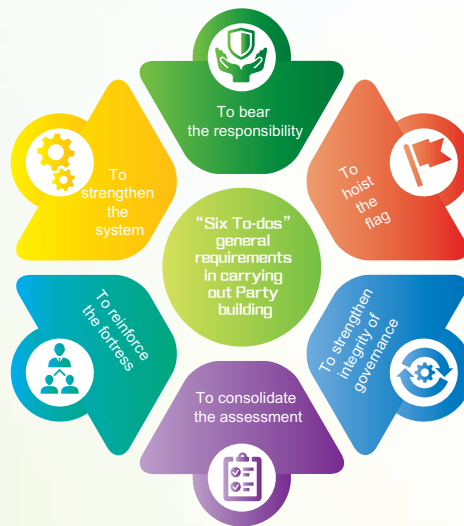 To bear
the responsibility
To
hoist
the
flag
To strengthen
integrity of
governance
To consolidate
the assessment
To reinforce
the fortress
To
strengthen
the
system
“Six To-dos”
general
requirements
in carrying
out Party
building